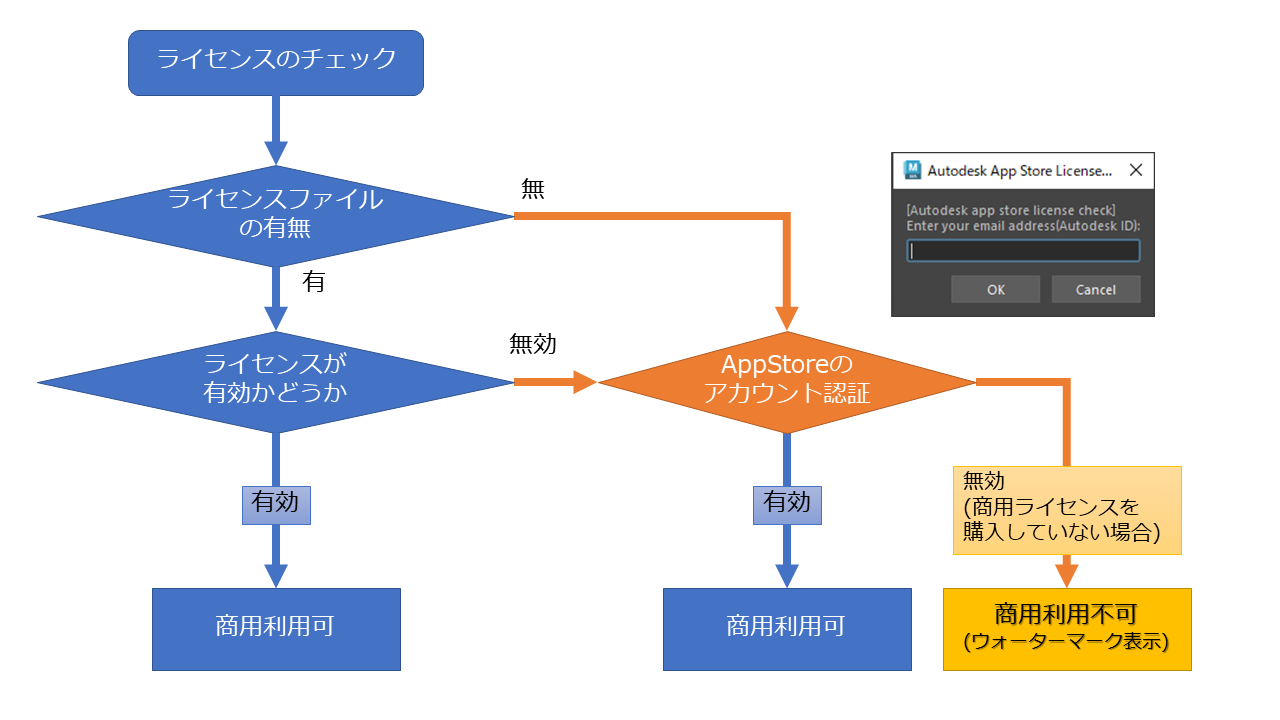 ライセンスのチェック
ライセンスファイル
の有無
無
有
ライセンスが
有効かどうか
無効
AppStoreの
アカウント認証
有効
有効
無効
(商用ライセンスを
購入していない場合)
商用利用可
商用利用可
商用利用不可
(ウォーターマーク表示)
Autodesk App Store License...
[Autodesk app store license check]
Enter your email address(Autodesk ID):
OK
Cancel